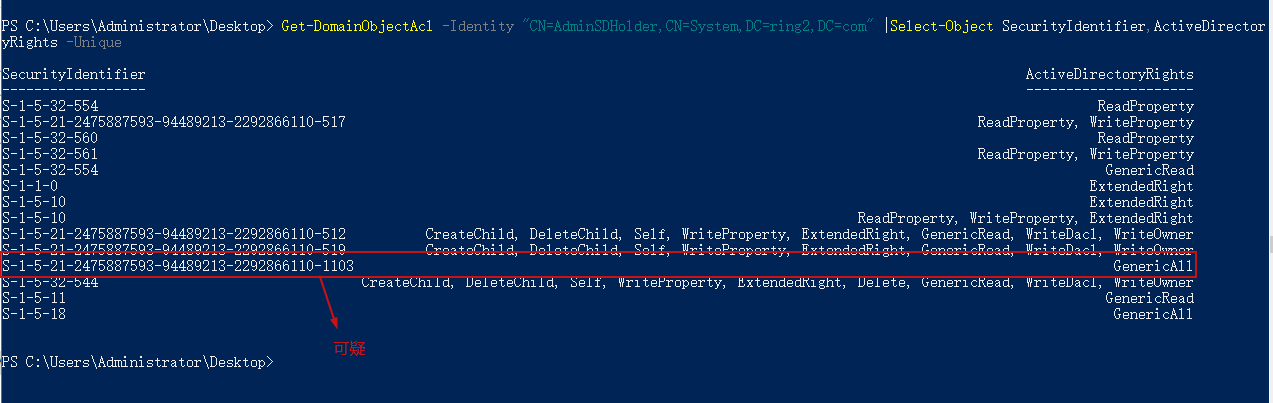 PS C:\Users\Administrator\Desktop> Get-DomainObjectAcl -Identity "CN=AdminSDHolder,CN=System,DC=ring2,DC=com" |Select-Object SecurityIdentifier,ActiveDirector
yRights -Unique
SecurityIdentifier ActiveDirectoryRights
------------------ ---------------------
S-1-5-32-554 ReadProperty
S-1-5-21-2475887593-94489213-2292866110-517 ReadProperty, WriteProperty
S-1-5-32-560 ReadProperty
S-1-5-32-561 ReadProperty, WriteProperty
S-1-5-32-554 GenericRead
S-1-1-0 ExtendedRight
S-1-5-10 ExtendedRight
S-1-5-10 ReadProperty, WriteProperty, ExtendedRight
S-1-5-21-2475887593-94489213-2292866110-512 CreateChild, DeleteChild, Self, WriteProperty, ExtendedRight, GenericRead, WriteDacl, WriteOwner
S-1-5-21-2475887593-94489213-2292866110-519 CreateChild, DeleteChild, Self, WriteProperty, ExtendedRight, GenericRead, WriteDacl, WriteOwner
S-1-5-21-2475887593-94489213-2292866110-1103 GenericAll
S-1-5-32-544 CreateChild, DeleteChild, Self, WriteProperty, ExtendedRight, Delete, GenericRead, WriteDacl, WriteOwner
S-1-5-11 GenericRead
S-1-5-18 GenericAll
可疑
PS C:\Users\Administrator\Desktop>